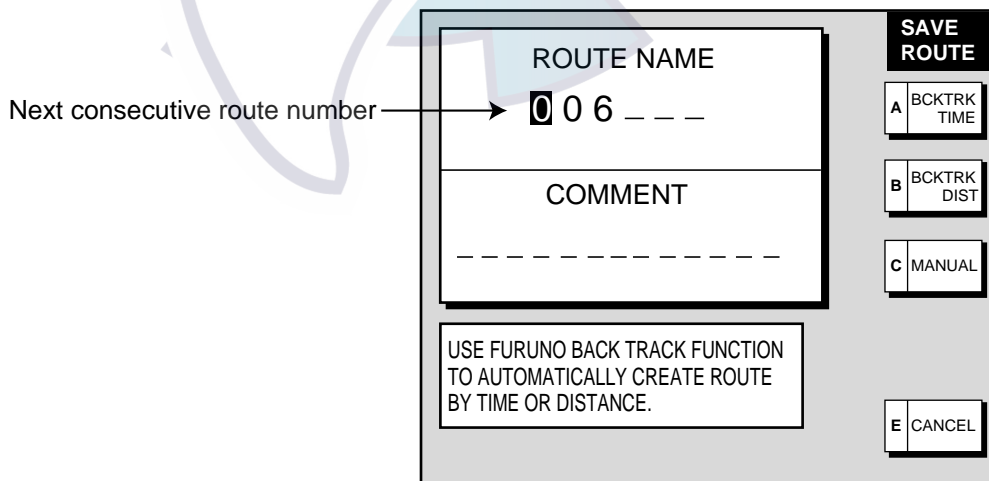 SAVE
ROUTE
ROUTE NAME
Next consecutive route number
0 0 6 _ _ _
A BCKTRK
TIME
B BCKTRK
DIST
COMMENT
_ _ _ _ _ _ _ _ _ _ _ _ _
C MANUAL
USE FURUNO BACK TRACK FUNCTION
TO AUTOMATICALLY CREATE ROUTE
BY TIME OR DISTANCE.
E CANCEL